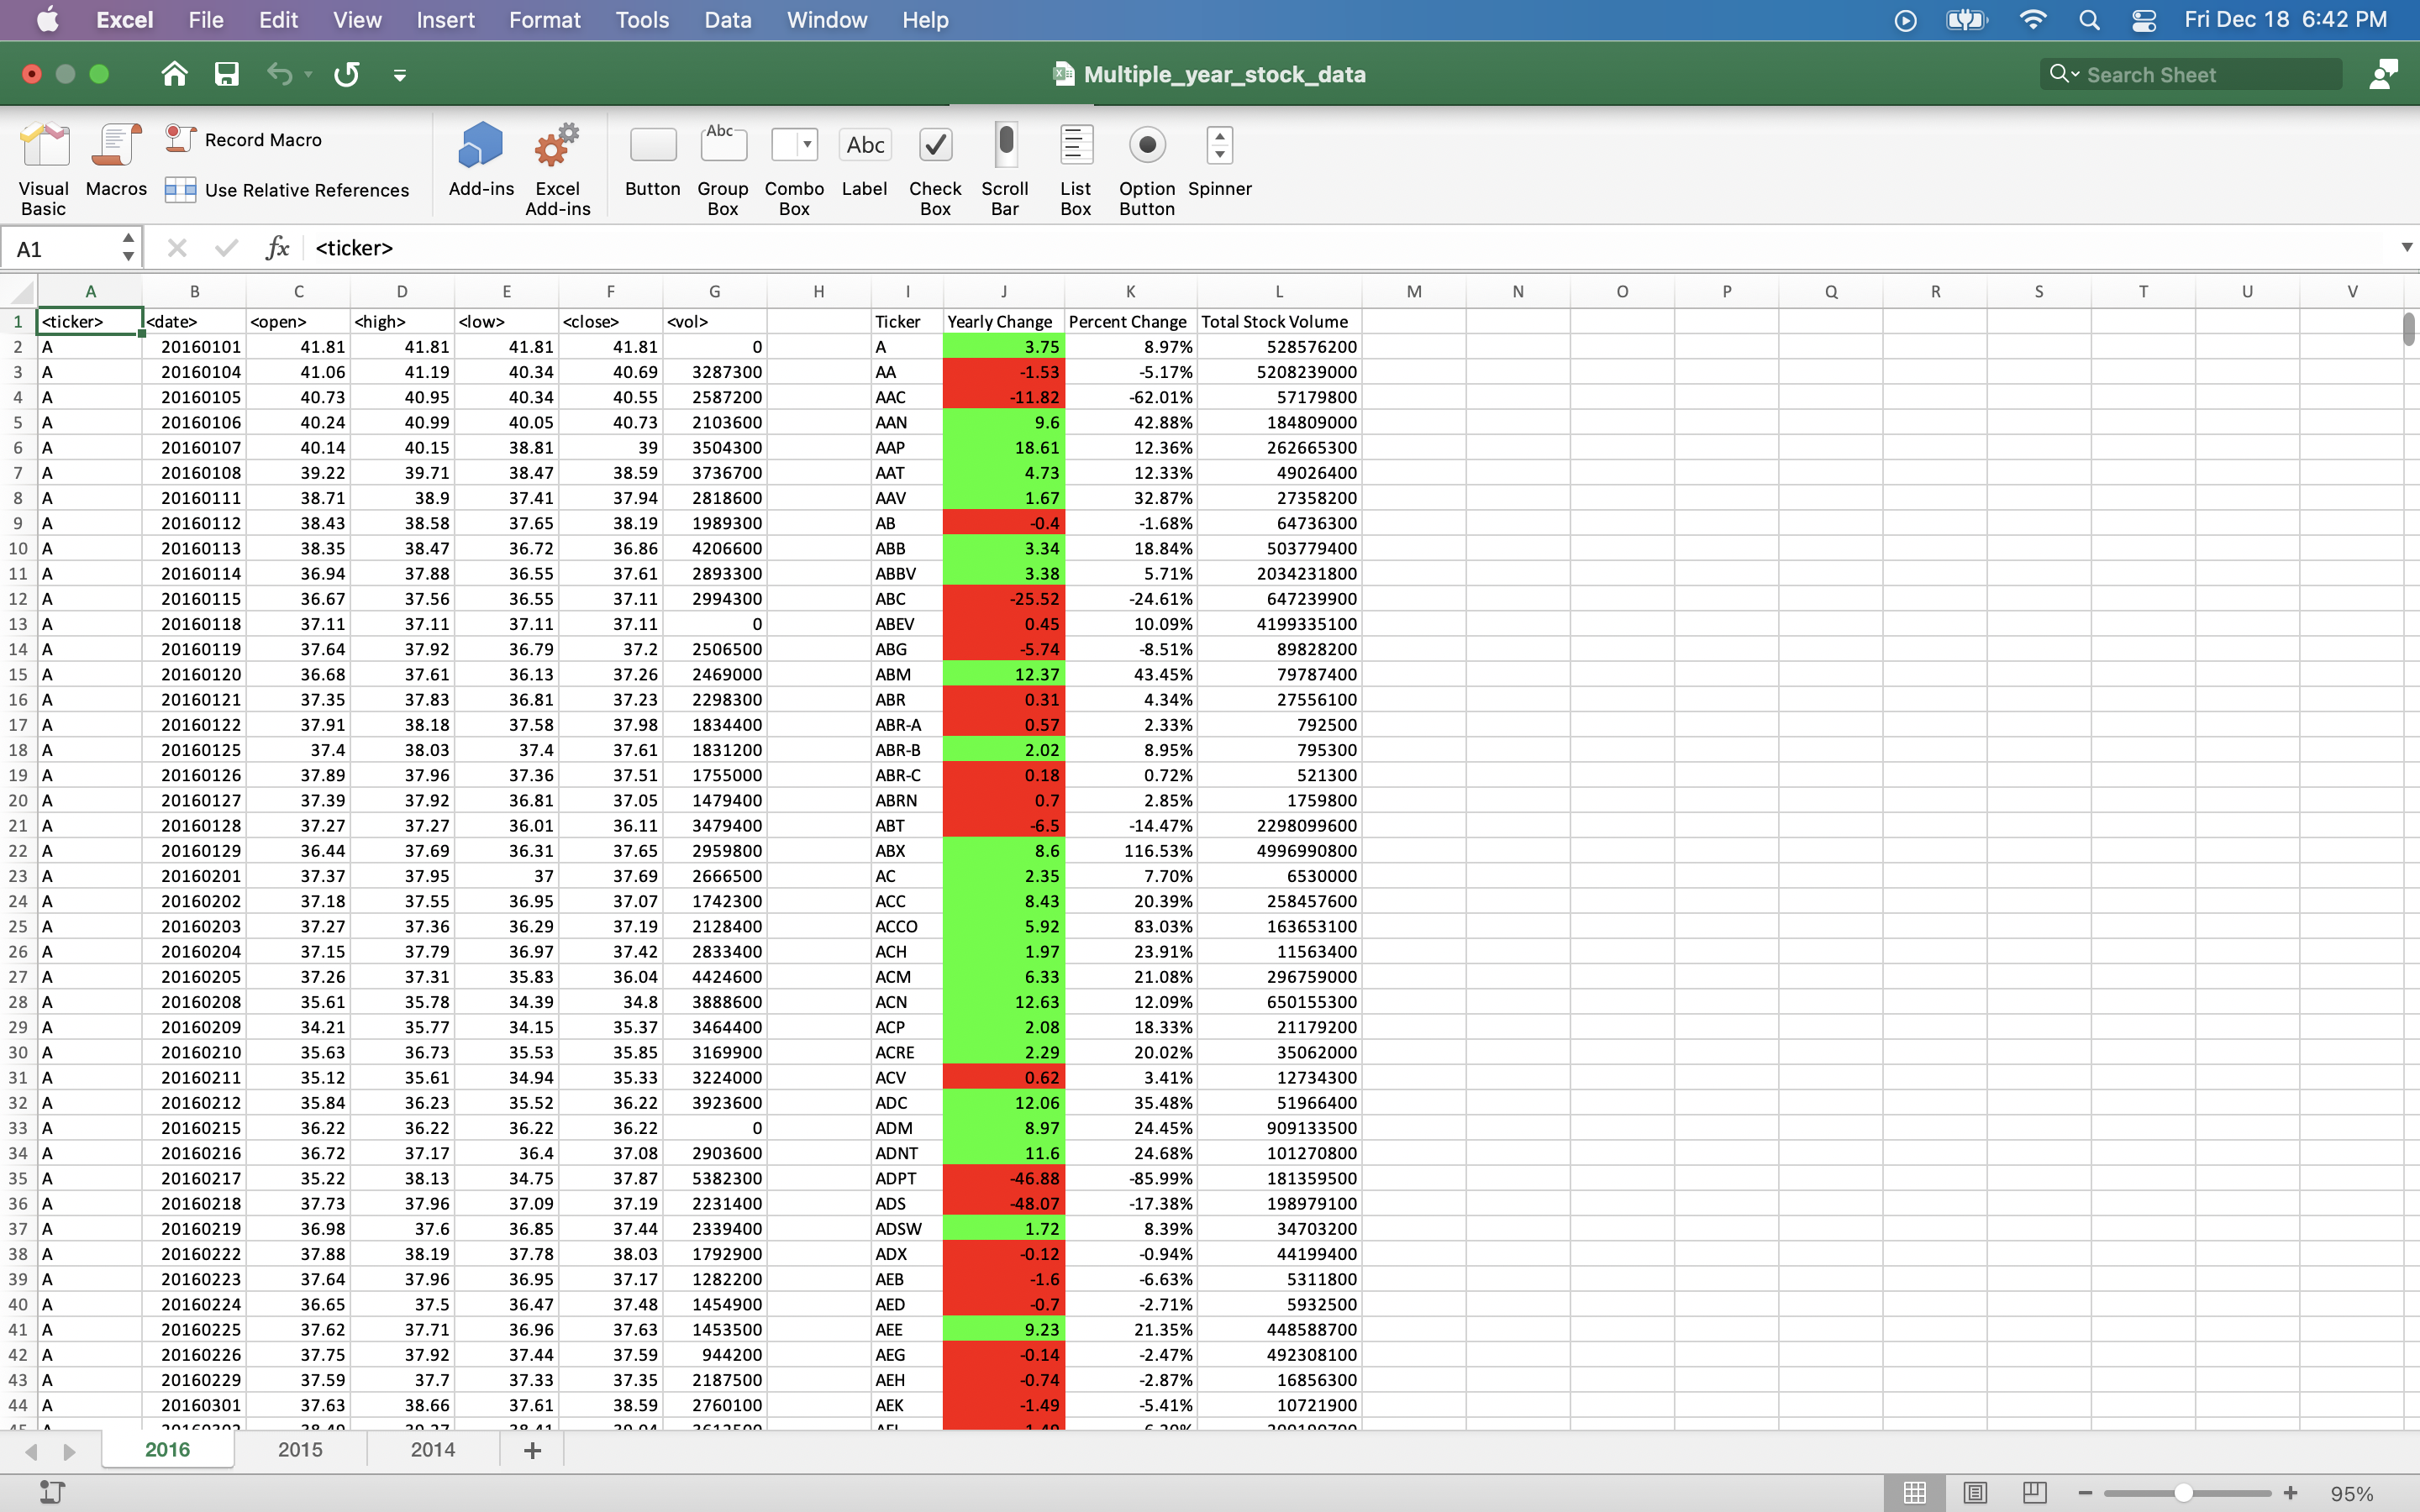 Excel File Edit View Insert Format Tools Data Window Help Fri Dec 18 6:42 PM
Multiple_year_stock_data Search Sheet
Visual Basic Macros Record Macro Use Relative References Add-ins Excel Add-ins Button Abc Group Box Combo Box Abc Label Check Box Scroll Bar List Box Option Button Spinner
A1 fx <ticker>
A B C D E F G H I J K L M N O P Q R S T U V
1 <ticker> <date> <open> <high> <low> <close> <vol> Ticker Yearly Change Percent Change Total Stock Volume
2 A 20160101 41.81 41.81 41.81 41.81 0 A 3.75 8.97% 528576200
3 A 20160104 41.06 41.19 40.34 40.69 3287300 AA -1.53 -5.17% 5208239000
4 A 20160105 40.73 40.95 40.34 40.55 2587200 AAC -11.82 -62.01% 57179800
5 A 20160106 40.24 40.99 40.05 40.73 2103600 AAN 9.6 42.88% 184809000
6 A 20160107 40.14 40.15 38.81 39 3504300 AAP 18.61 12.36% 262665300
7 A 20160108 39.22 39.71 38.47 38.59 3736700 AAT 4.73 12.33% 49026400
8 A 20160111 38.71 38.9 37.41 37.94 2818600 AAV 1.67 32.87% 27358200
9 A 20160112 38.43 38.58 37.65 38.19 1989300 AB -0.4 -1.68% 64736300
10 A 20160113 38.35 38.47 36.72 36.86 4206600 ABB 3.34 18.84% 503779400
11 A 20160114 36.94 37.88 36.55 37.61 2893300 ABBV 3.38 5.71% 2034231800
12 A 20160115 36.67 37.56 36.55 37.11 2994300 ABC -25.52 -24.61% 647239900
13 A 20160118 37.11 37.11 37.11 37.11 0 ABEV 0.45 10.09% 4199335100
14 A 20160119 37.64 37.92 36.79 37.2 2506500 ABG -5.74 -8.51% 89828200
15 A 20160120 36.68 37.61 36.13 37.26 2469000 ABM 12.37 43.45% 79787400
16 A 20160121 37.35 37.83 36.81 37.23 2298300 ABR 0.31 4.34% 27556100
17 A 20160122 37.91 38.18 37.58 37.98 1834400 ABR-A 0.57 2.33% 792500
18 A 20160125 37.4 38.03 37.4 37.61 1831200 ABR-B 2.02 8.95% 795300
19 A 20160126 37.89 37.96 37.36 37.51 1755000 ABR-C 0.18 0.72% 521300
20 A 20160127 37.39 37.92 36.81 37.05 1479400 ABRN 0.7 2.85% 1759800
21 A 20160128 37.27 37.27 36.01 36.11 3479400 ABT -6.5 -14.47% 2298099600
22 A 20160129 36.44 37.69 36.31 37.65 2959800 ABX 8.6 116.53% 4996990800
23 A 20160201 37.37 37.95 37 37.69 2666500 AC 2.35 7.70% 6530000
24 A 20160202 37.18 37.55 36.95 37.07 1742300 ACC 8.43 20.39% 258457600
25 A 20160203 37.27 37.36 36.29 37.19 2128400 ACCO 5.92 83.03% 163653100
26 A 20160204 37.15 37.79 36.97 37.42 2833400 ACH 1.97 23.91% 11563400
27 A 20160205 37.26 37.31 35.83 36.04 4424600 ACM 6.33 21.08% 296759000
28 A 20160208 35.61 35.78 34.39 34.8 3888600 ACN 12.63 12.09% 650155300
29 A 20160209 34.21 35.77 34.15 35.37 3464400 ACP 2.08 18.33% 21179200
30 A 20160210 35.63 36.73 35.53 35.85 3169900 ACRE 2.29 20.02% 35062000
31 A 20160211 35.12 35.61 34.94 35.33 3224000 ACV 0.62 3.41% 12734300
32 A 20160212 35.84 36.23 35.52 36.22 3923600 ADC 12.06 35.48% 51966400
33 A 20160215 36.22 36.22 36.22 36.22 0 ADM 8.97 24.45% 909133500
34 A 20160216 36.72 37.17 36.4 37.08 2903600 ADNT 11.6 24.68% 101270800
35 A 20160217 35.22 38.13 34.75 37.87 5382300 ADPT -46.88 -85.99% 181359500
36 A 20160218 37.73 37.96 37.09 37.19 2231400 ADS -48.07 -17.38% 198979100
37 A 20160219 36.98 37.6 36.85 37.44 2339400 ADSW 1.72 8.39% 34703200
38 A 20160222 37.88 38.19 37.78 38.03 1792900 ADX -0.12 -0.94% 44199400
39 A 20160223 37.64 37.96 36.95 37.17 1282200 AEB -1.6 -6.63% 5311800
40 A 20160224 36.65 37.5 36.47 37.48 1454900 AED -0.7 -2.71% 5932500
41 A 20160225 37.62 37.71 36.96 37.63 1453500 AEE 9.23 21.35% 448588700
42 A 20160226 37.75 37.92 37.44 37.59 944200 AEG -0.14 -2.47% 492308100
43 A 20160229 37.59 37.7 37.33 37.35 2187500 AEH -0.74 -2.87% 16856300
44 A 20160301 37.63 38.66 37.61 38.59 2760100 AEK -1.49 -5.41% 10721900
2016 2015 2014
95%